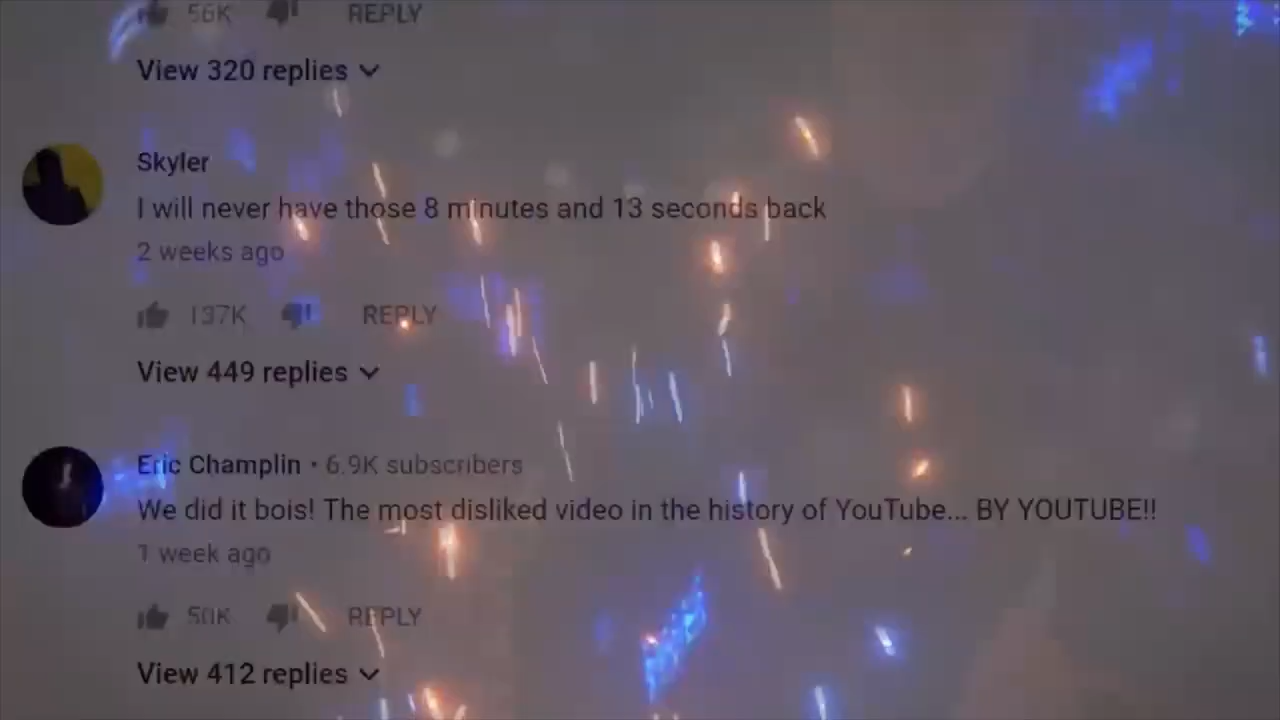 56K REPLY
View 320 replies
Skyler
I will never have those 8 minutes and 13 seconds back
2 weeks ago
137K REPLY
View 449 replies
Eric Champlin · 6.9K subscribers
We did it bois! The most disliked video in the history of YouTube... BY YOUTUBE!!
1 week ago
50K REPLY
View 412 replies